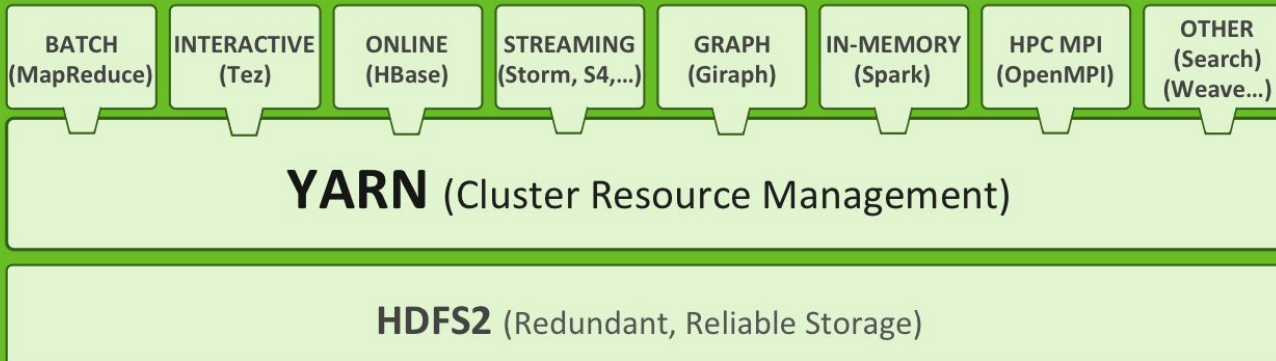 BATCH
(MapReduce)
INTERACTIVE
(Tez)
ONLINE
(HBase)
STREAMING
(Storm, S4,...)
GRAPH
(Giraph)
IN-MEMORY
(Spark)
HPC MPI
(OpenMPI)
OTHER
(Search)
(Weave...)
YARN (Cluster Resource Management)
HDFS2 (Redundant, Reliable Storage)